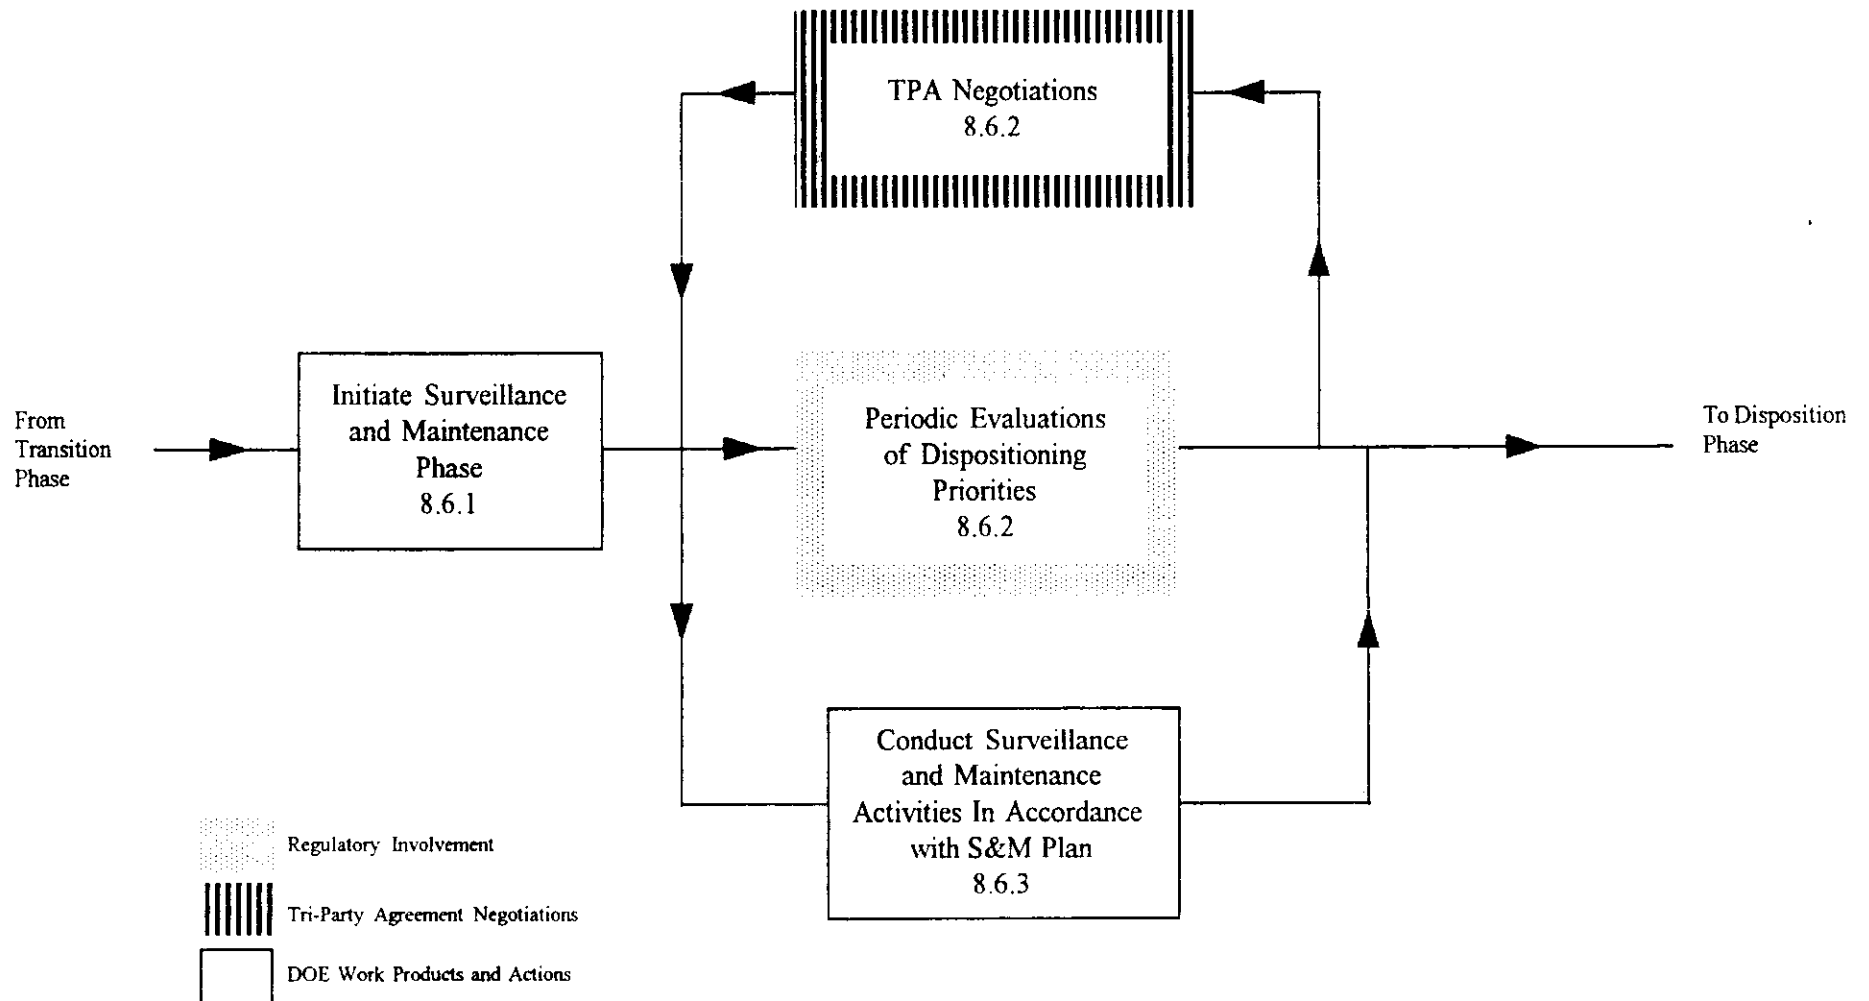 TPA Negotiations
8.6.2
From
Transition
Phase
Initiate Surveillance
and Maintenance
Phase
8.6.1
Periodic Evaluations
of Dispositioning
Priorities
8.6.2
To Disposition
Phase
Conduct Surveillance
and Maintenance
Activities In Accordance
with S&M Plan
8.6.3
Regulatory Involvement
Tri-Party Agreement Negotiations
DOE Work Products and Actions